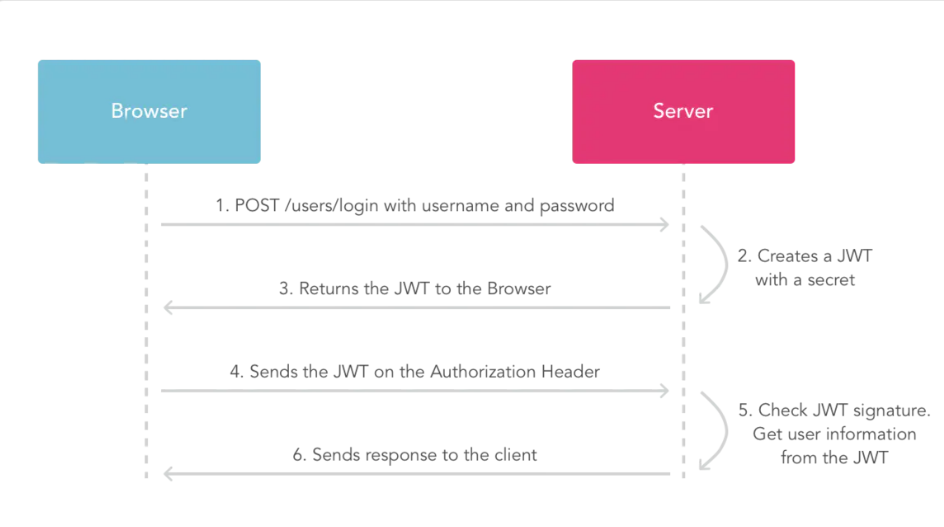 Browser
Server
1. POST /users/login with username and password
2. Creates a JWT
with a secret
3. Returns the JWT to the Browser
4. Sends the JWT on the Authorization Header
5. Check JWT signature.
Get user information
from the JWT
6. Sends response to the client